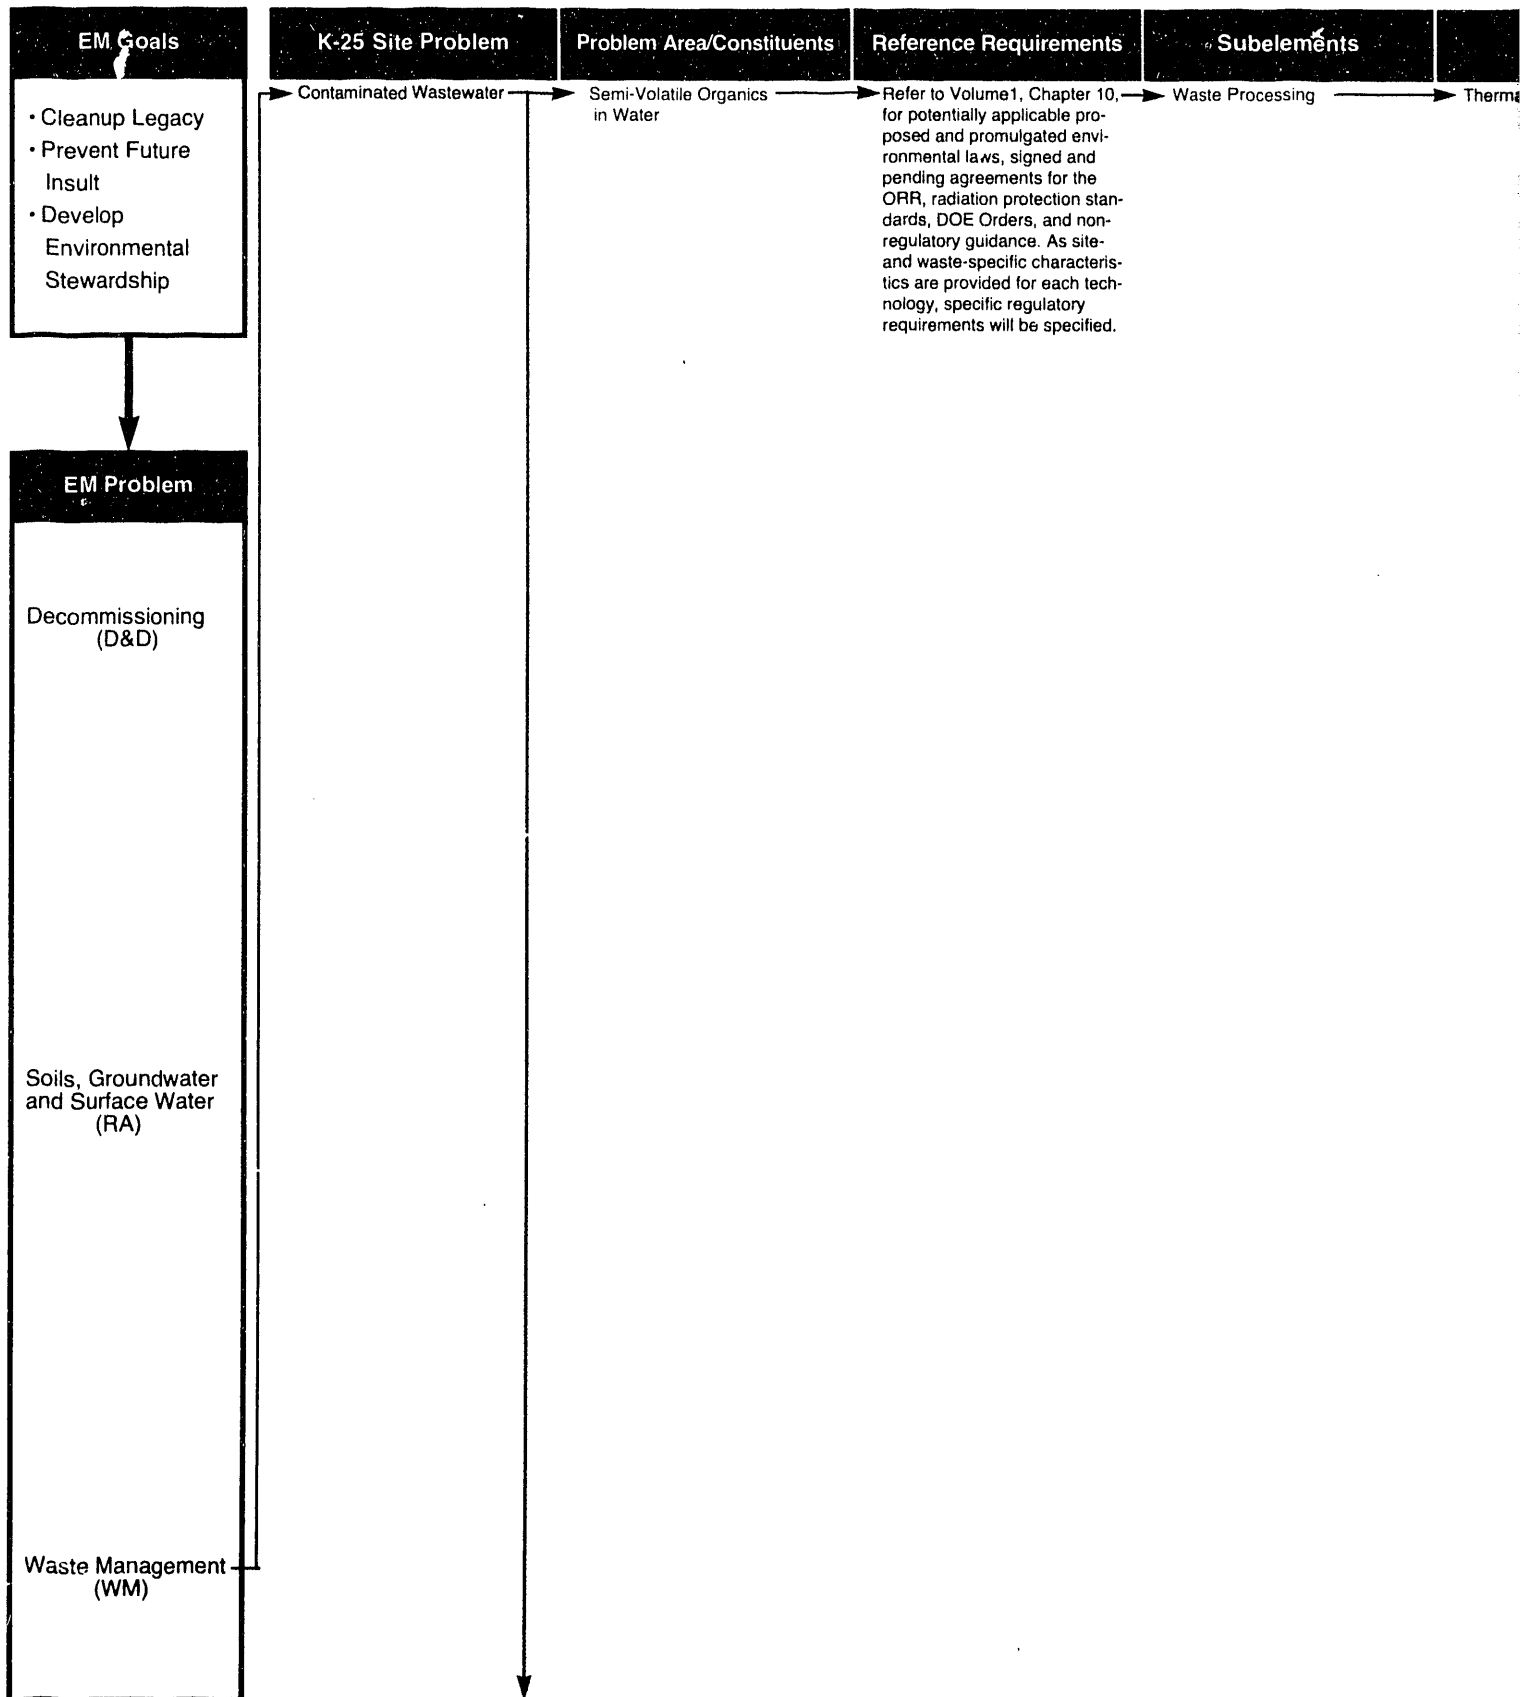 EM Goals
K-25 Site Problem
Problem Area/Constituents
Reference Requirements
Subelements
• Cleanup Legacy
• Prevent Future
Insult
• Develop
Environmental
Stewardship
Contaminated Wastewater
Semi-Volatile Organics
in Water
Refer to Volume1, Chapter 10,
for potentially applicable pro-
posed and promulgated envi-
ronmental laws, signed and
pending agreements for the
ORR, radiation protection stan-
dards, DOE Orders, and non-
regulatory guidance. As site-
and waste-specific characteris-
tics are provided for each tech-
nology, specific regulatory
requirements will be specified.
Waste Processing
EM Problem
Decommissioning
(D&D)
Soils, Groundwater
and Surface Water
(RA)
Waste Management
(WM)